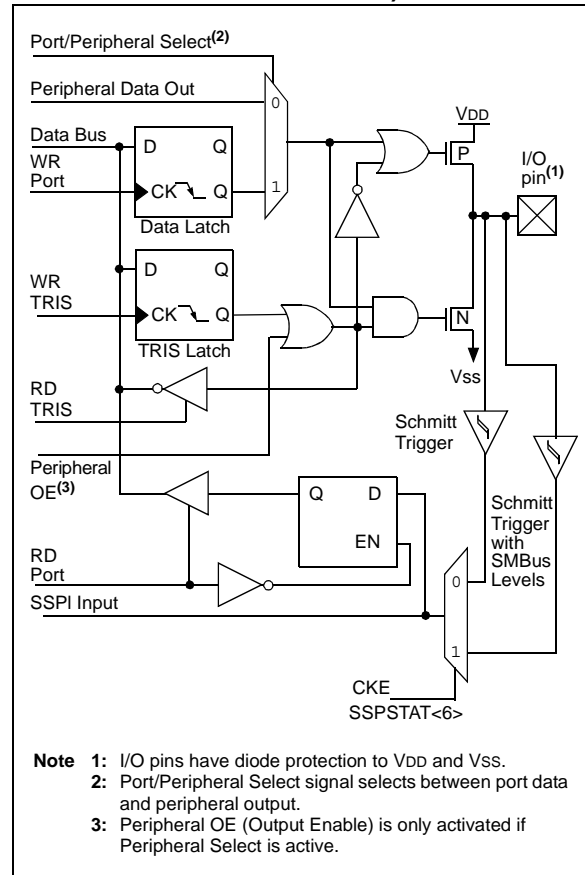 Port/Peripheral Select(2)
Peripheral Data Out
Data Bus
WR
Port
D Q
CK Q
Data Latch
0
1
VDD
P
I/O
pin(1)
WR
TRIS
D Q
CK Q
TRIS Latch
N
Vss
RD
TRIS
Schmitt
Trigger
Peripheral
OE(3)
Q D
EN
Schmitt
Trigger
with
SMBus
Levels
RD
Port
SSPl Input
0
1
CKE
SSPSTAT<6>
Note 1: I/O pins have diode protection to VDD and VSS.
2: Port/Peripheral Select signal selects between port data
and peripheral output.
3: Peripheral OE (Output Enable) is only activated if
Peripheral Select is active.